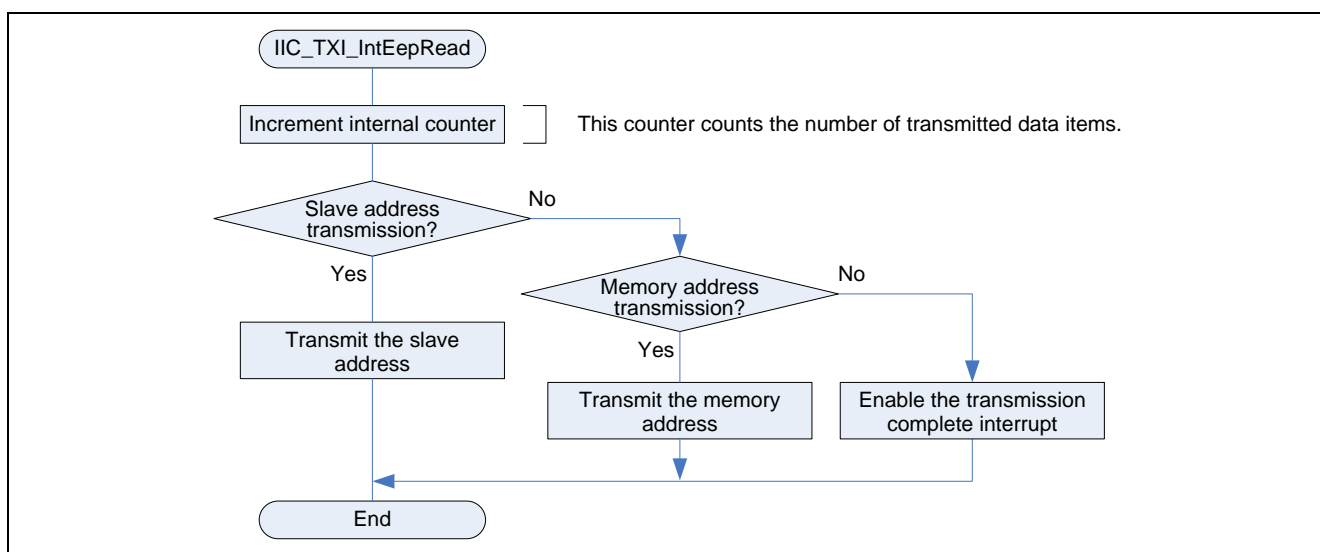 IIC_TXI_IntEepRead
Increment internal counter
This counter counts the number of transmitted data items.
Slave address
transmission?
No
Yes
Memory address
transmission?
No
Transmit the slave
address
Yes
Transmit the memory
address
Enable the transmission
complete interrupt
End